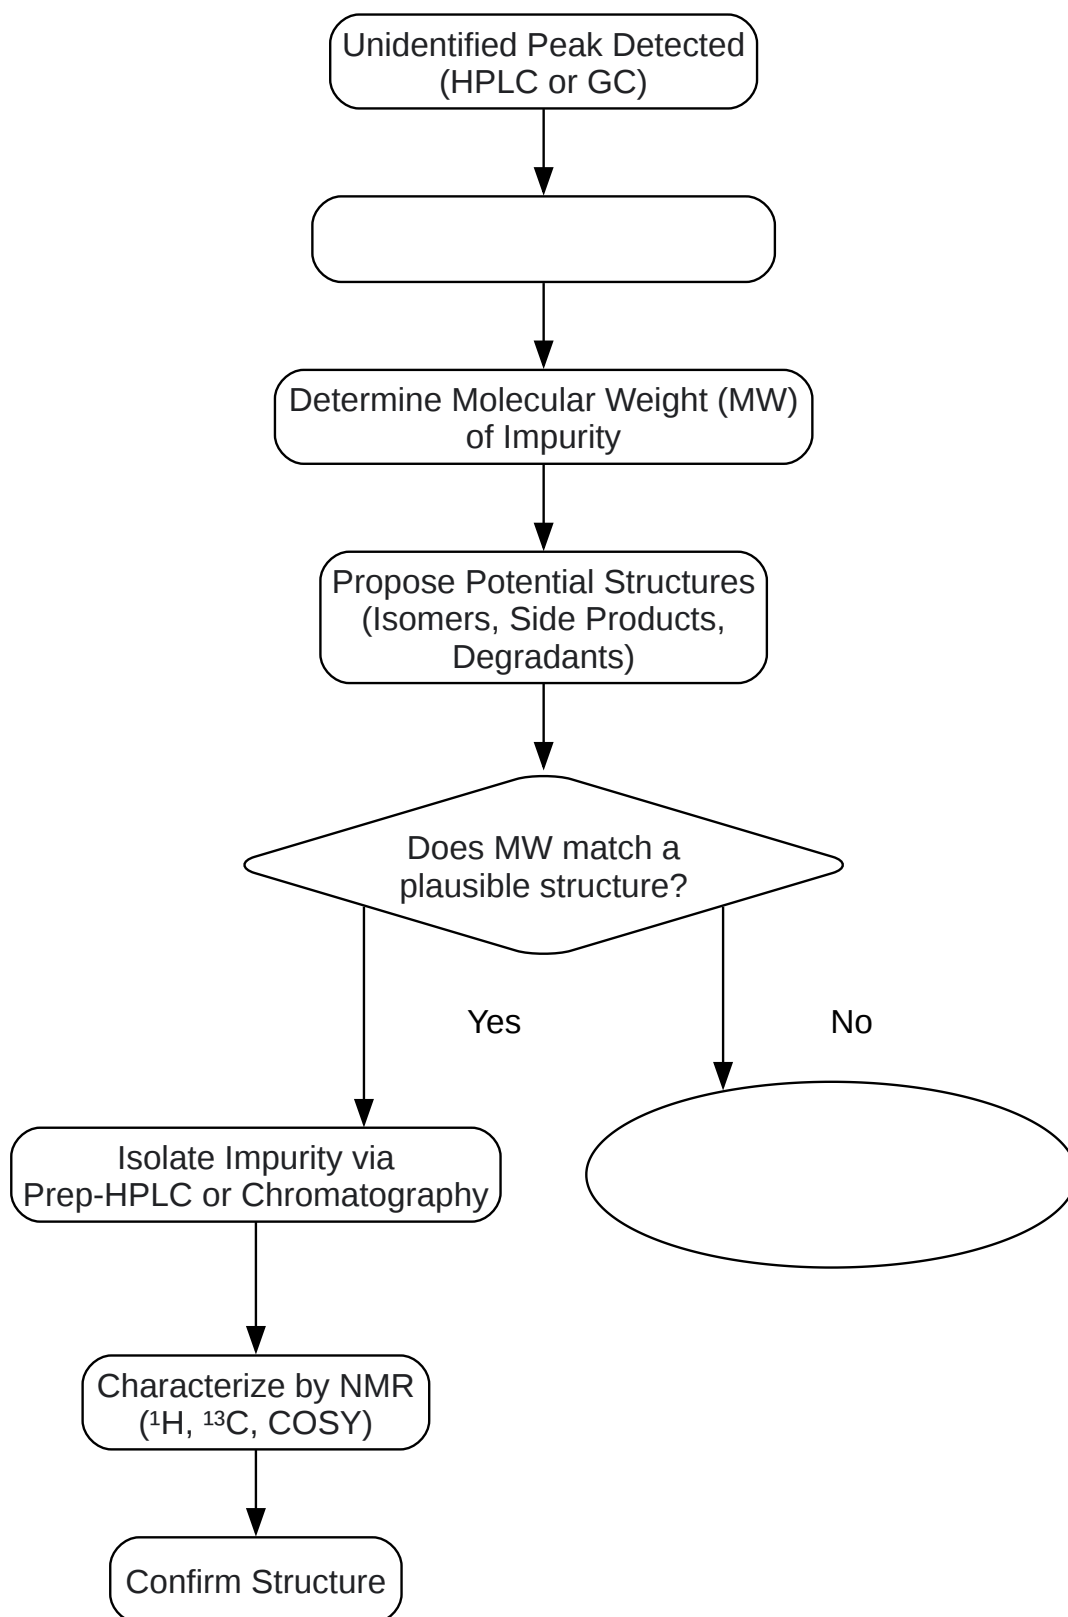 Unidentified Peak Detected
(HPLC or GC)
Determine Molecular Weight (MW)
of Impurity
Propose Potential Structures
(Isomers, Side Products,
Degradants)
Does MW match a
plausible structure?
Yes
No
Isolate Impurity via
Prep-HPLC or Chromatography
Characterize by NMR
(¹H, ¹³C, COSY)
Confirm Structure